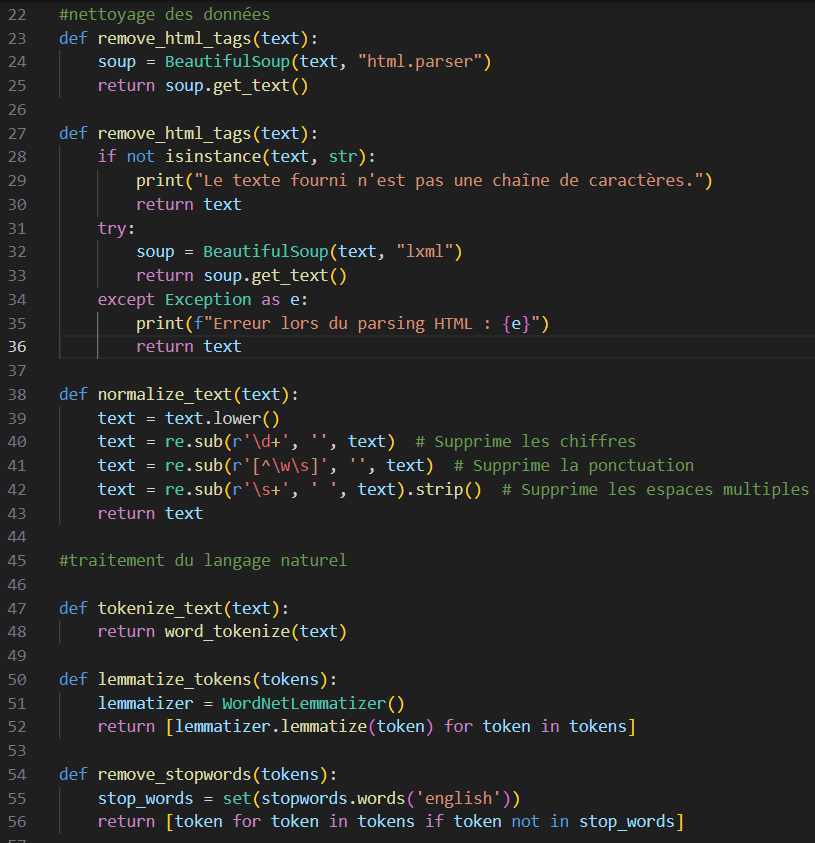 22 #nettoyage des données
23 def remove_html_tags(text):
24     soup = BeautifulSoup(text, "html.parser")
25     return soup.get_text()
26
27 def remove_html_tags(text):
28     if not isinstance(text, str):
29         print("Le texte fourni n'est pas une chaîne de caractères.")
30         return text
31     try:
32         soup = BeautifulSoup(text, "lxml")
33         return soup.get_text()
34     except Exception as e:
35         print(f"Erreur lors du parsing HTML : {e}")
36         return text
37
38 def normalize_text(text):
39     text = text.lower()
40     text = re.sub(r'\d+', '', text)  # Supprime les chiffres
41     text = re.sub(r'[^\w\s]', '', text)  # Supprime la ponctuation
42     text = re.sub(r'\s+', ' ', text).strip()  # Supprime les espaces multiples
43     return text
44
45 #traitement du langage naturel
46
47 def tokenize_text(text):
48     return word_tokenize(text)
49
50 def lemmatize_tokens(tokens):
51     lemmatizer = WordNetLemmatizer()
52     return [lemmatizer.lemmatize(token) for token in tokens]
53
54 def remove_stopwords(tokens):
55     stop_words = set(stopwords.words('english'))
56     return [token for token in tokens if token not in stop_words]